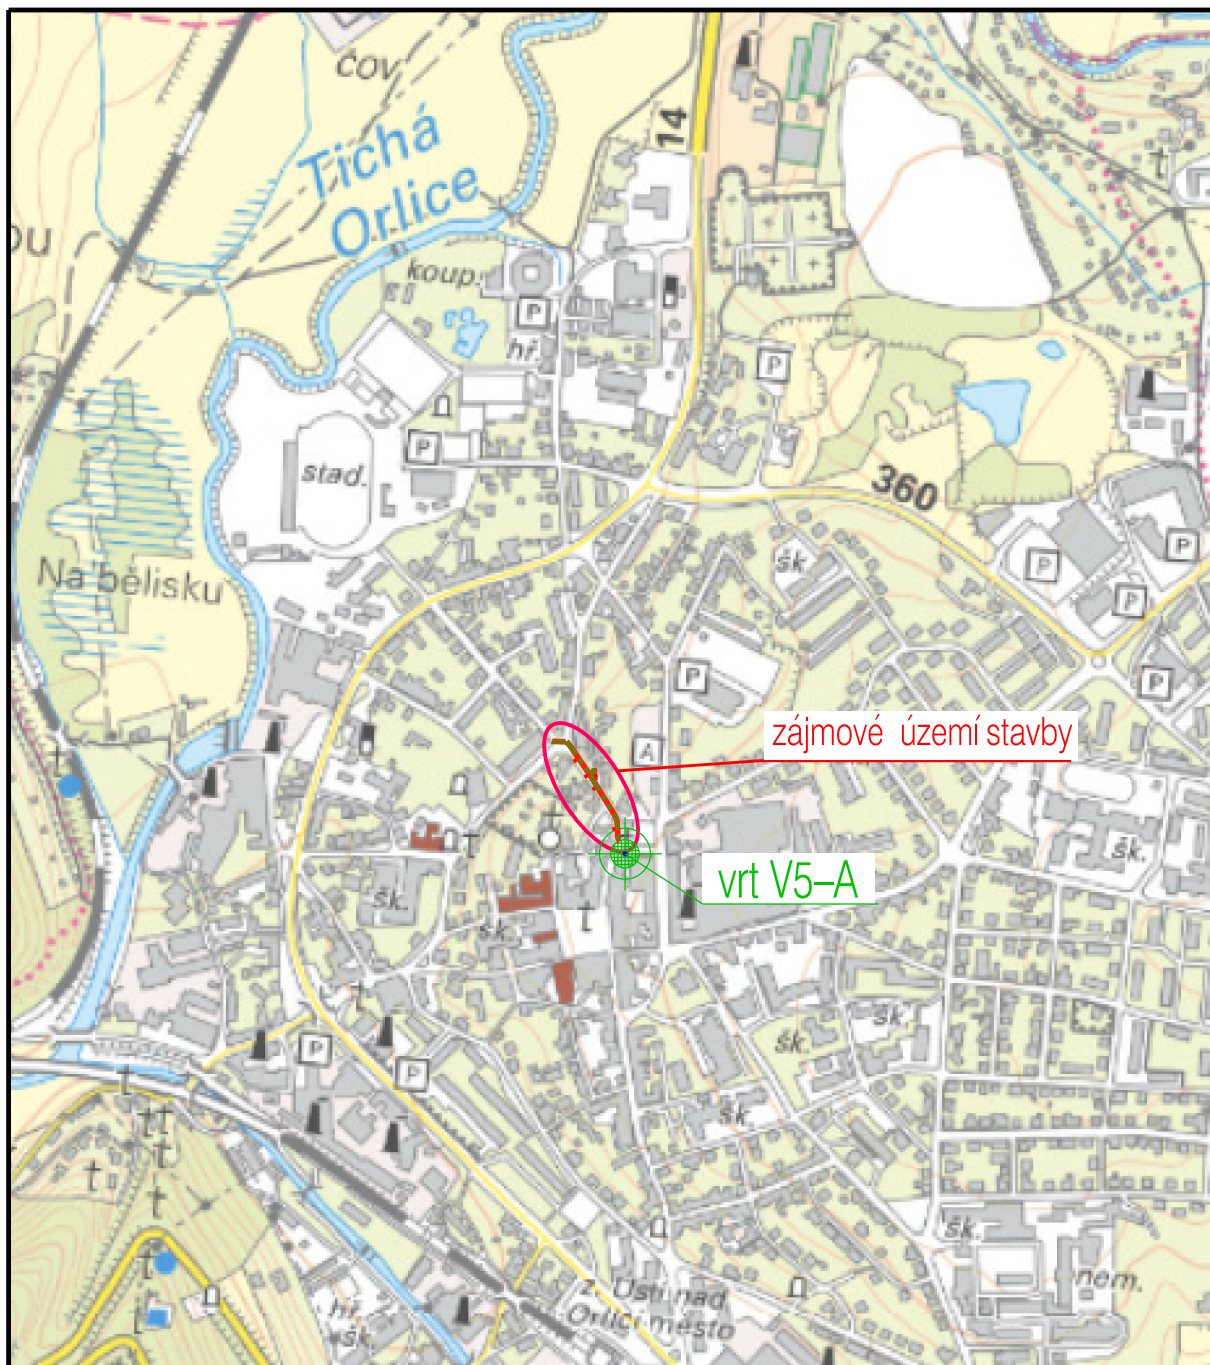 čov
14
Tichá
Orlice
ou
koup.
P
hř.
P
P
stad.
360
P
P
šk.
P
Na bělisku
P
P
P
zájmové území stavby
A
vrt V5–A
šk.
šk.
šk.
šk.
šk.
P
P
šk.
šk.
nem.
z. Ústí nad
Orlicí město
hř.
šk.